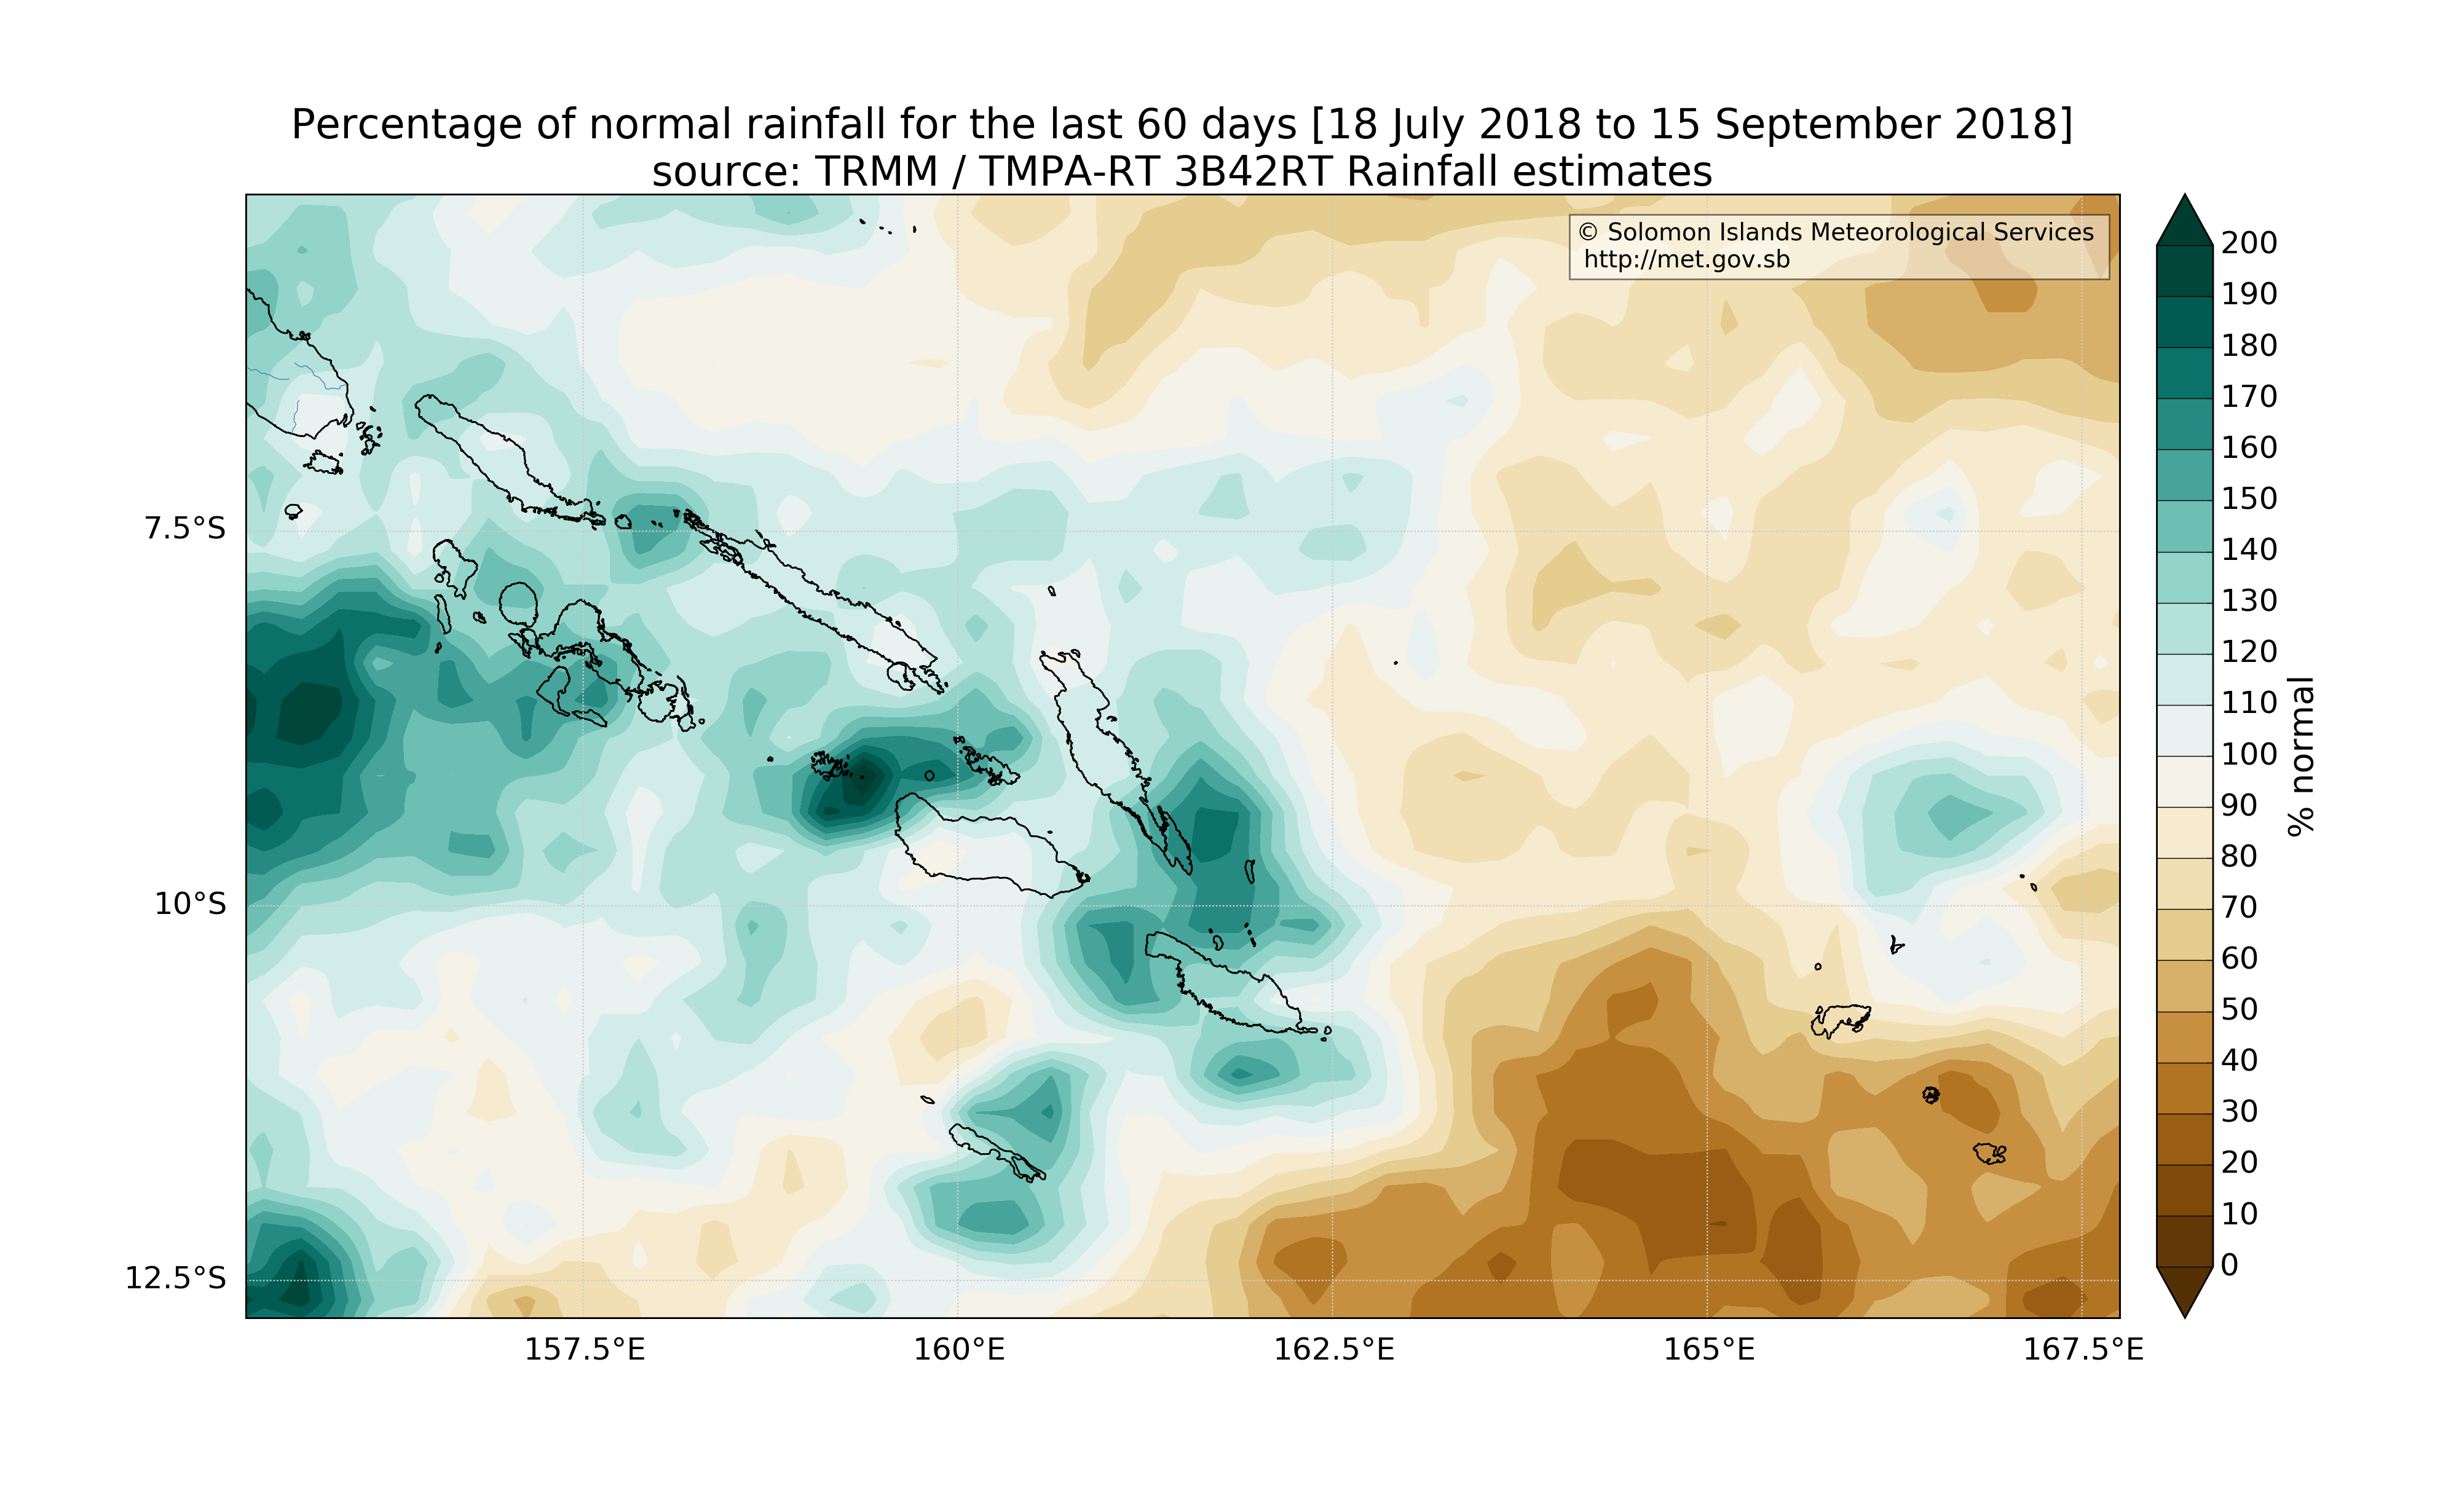 Percentage of normal rainfall for the last 60 days [18 July 2018 to 15 September 2018]
source: TRMM / TMPA-RT 3B42RT Rainfall estimates
© Solomon Islands Meteorological Services
http://met.gov.sb
7.5°S
10°S
12.5°S
157.5°E
160°E
162.5°E
165°E
167.5°E
200
190
180
170
160
150
140
130
120
110
100
90
80
70
60
50
40
30
20
10
0
% normal